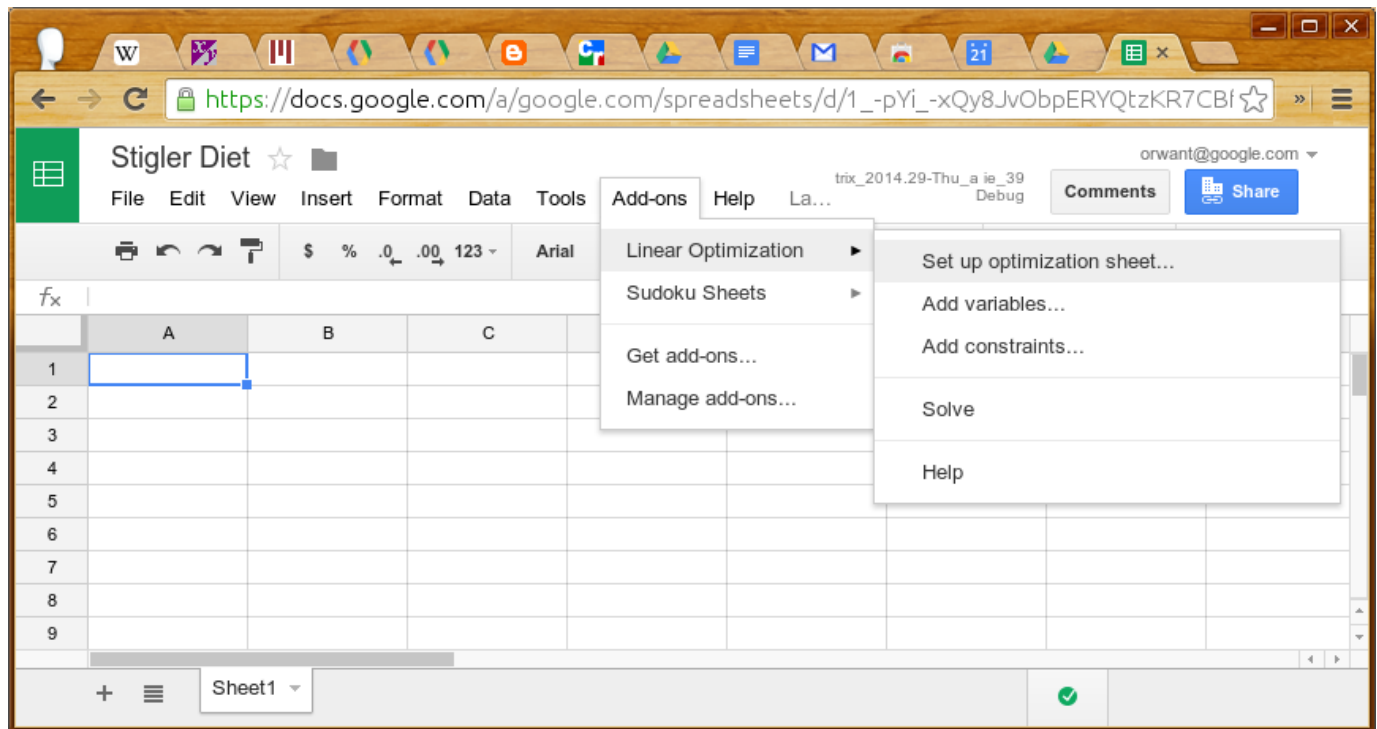 W
21
https://docs.google.com/a/google.com/spreadsheets/d/1_-pYi_-xQy8JvObpERYQtzKR7CBf
»
Stigler Diet
orwant@google.com
File Edit View Insert Format Data Tools Add-ons Help La...
trix_2014.29-Thu_a ie_39
Debug
Comments
Share
$ % .0 .00 123 Arial
fx
Linear Optimization
Sudoku Sheets
Get add-ons...
Manage add-ons...
Set up optimization sheet...
Add variables...
Add constraints...
Solve
Help
A B C
1
2
3
4
5
6
7
8
9
Sheet1